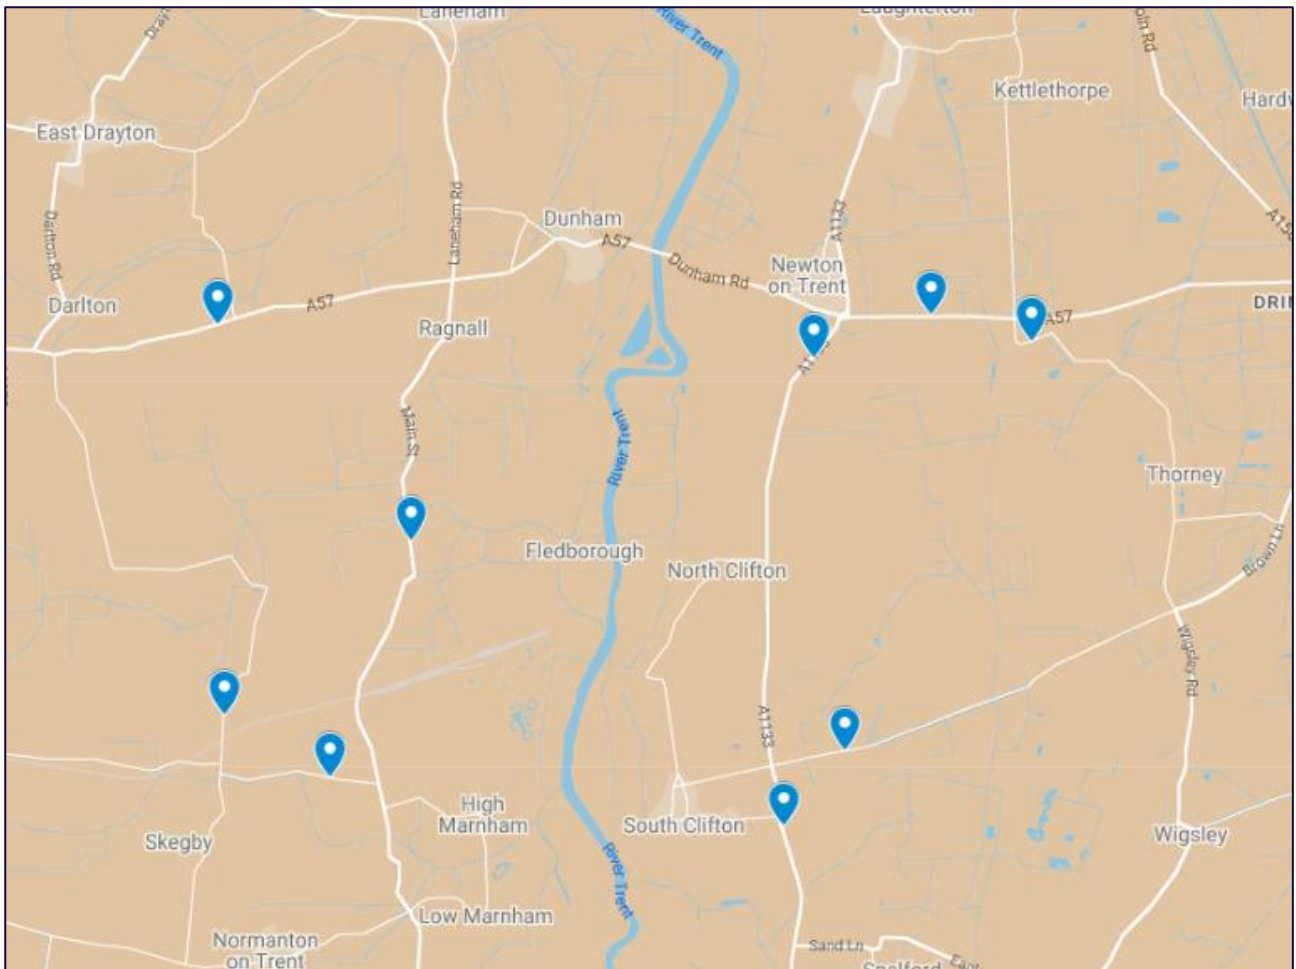 Laneham
River Trent
Kettlethorpe
East Drayton
Darlton Rd
Laneham Rd
Dunham
A57
Dunham Rd
A1133
Newton
on Trent
Darlton
A57
Ragnall
A57
Main St
River Trent
Thorney
Fledborough
North Clifton
Brown Ln
Wigsley Rd
A1133
High
Marnham
South Clifton
Skegby
Wigsley
River Trent
Low Marnham
Normanton
on Trent
Sand Ln